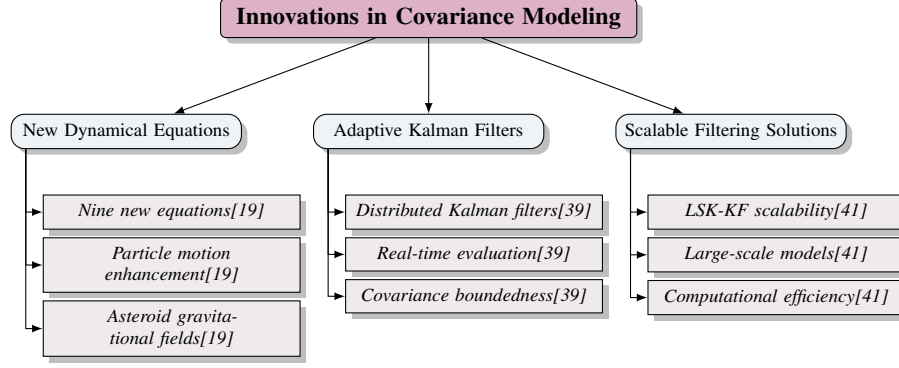 Innovations in Covariance Modeling
New Dynamical Equations
Adaptive Kalman Filters
Scalable Filtering Solutions
Nine new equations[19]
Particle motion
enhancement[19]
Asteroid gravita-
tional fields[19]
Distributed Kalman filters[39]
Real-time evaluation[39]
Covariance boundedness[39]
LSK-KF scalability[41]
Large-scale models[41]
Computational efficiency[41]